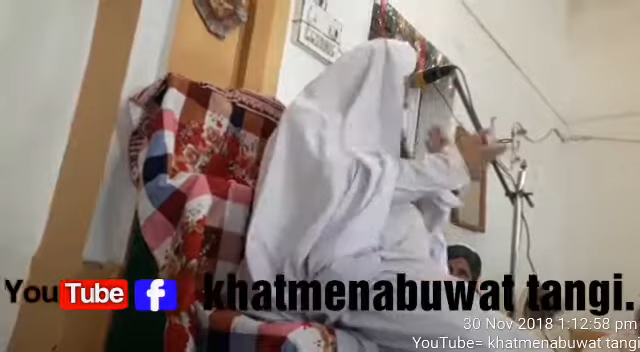 YouTube f khatmenabuwat tangi.
30 Nov 2018 1:12:58 pm
YouTube= khatmenabuwat tangi